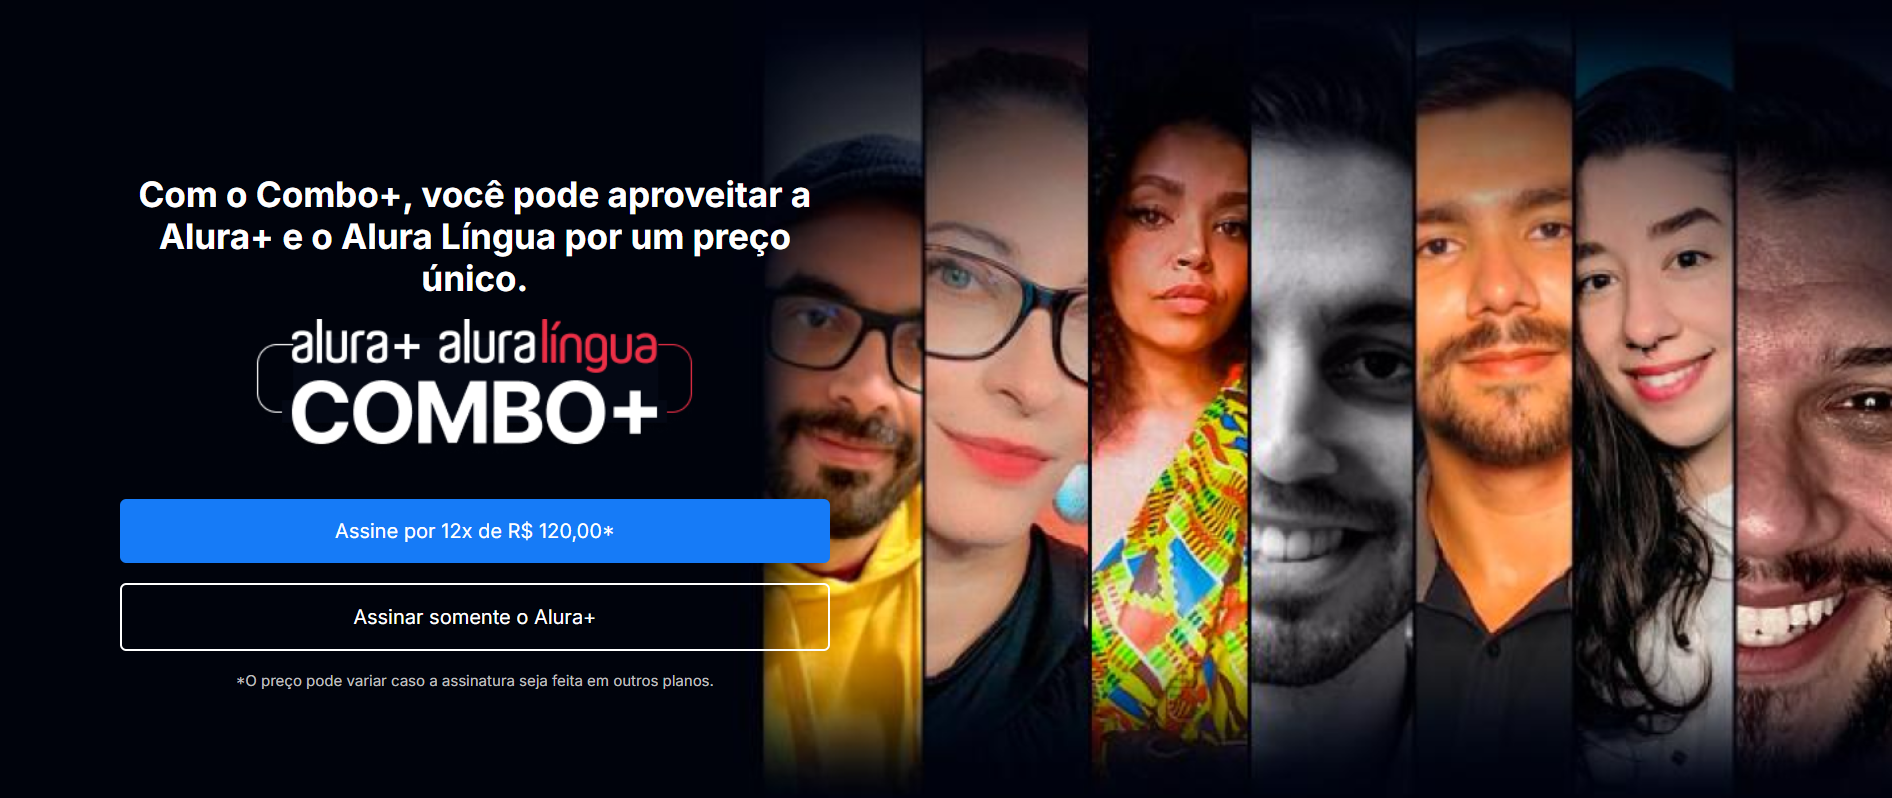 Com o Combo+, você pode aproveitar a
Alura+ e o Alura Língua por um preço
único.
alura+ aluralíngua
COMBO+
Assine por 12x de R$ 120,00*
Assinar somente o Alura+
*O preço pode variar caso a assinatura seja feita em outros planos.